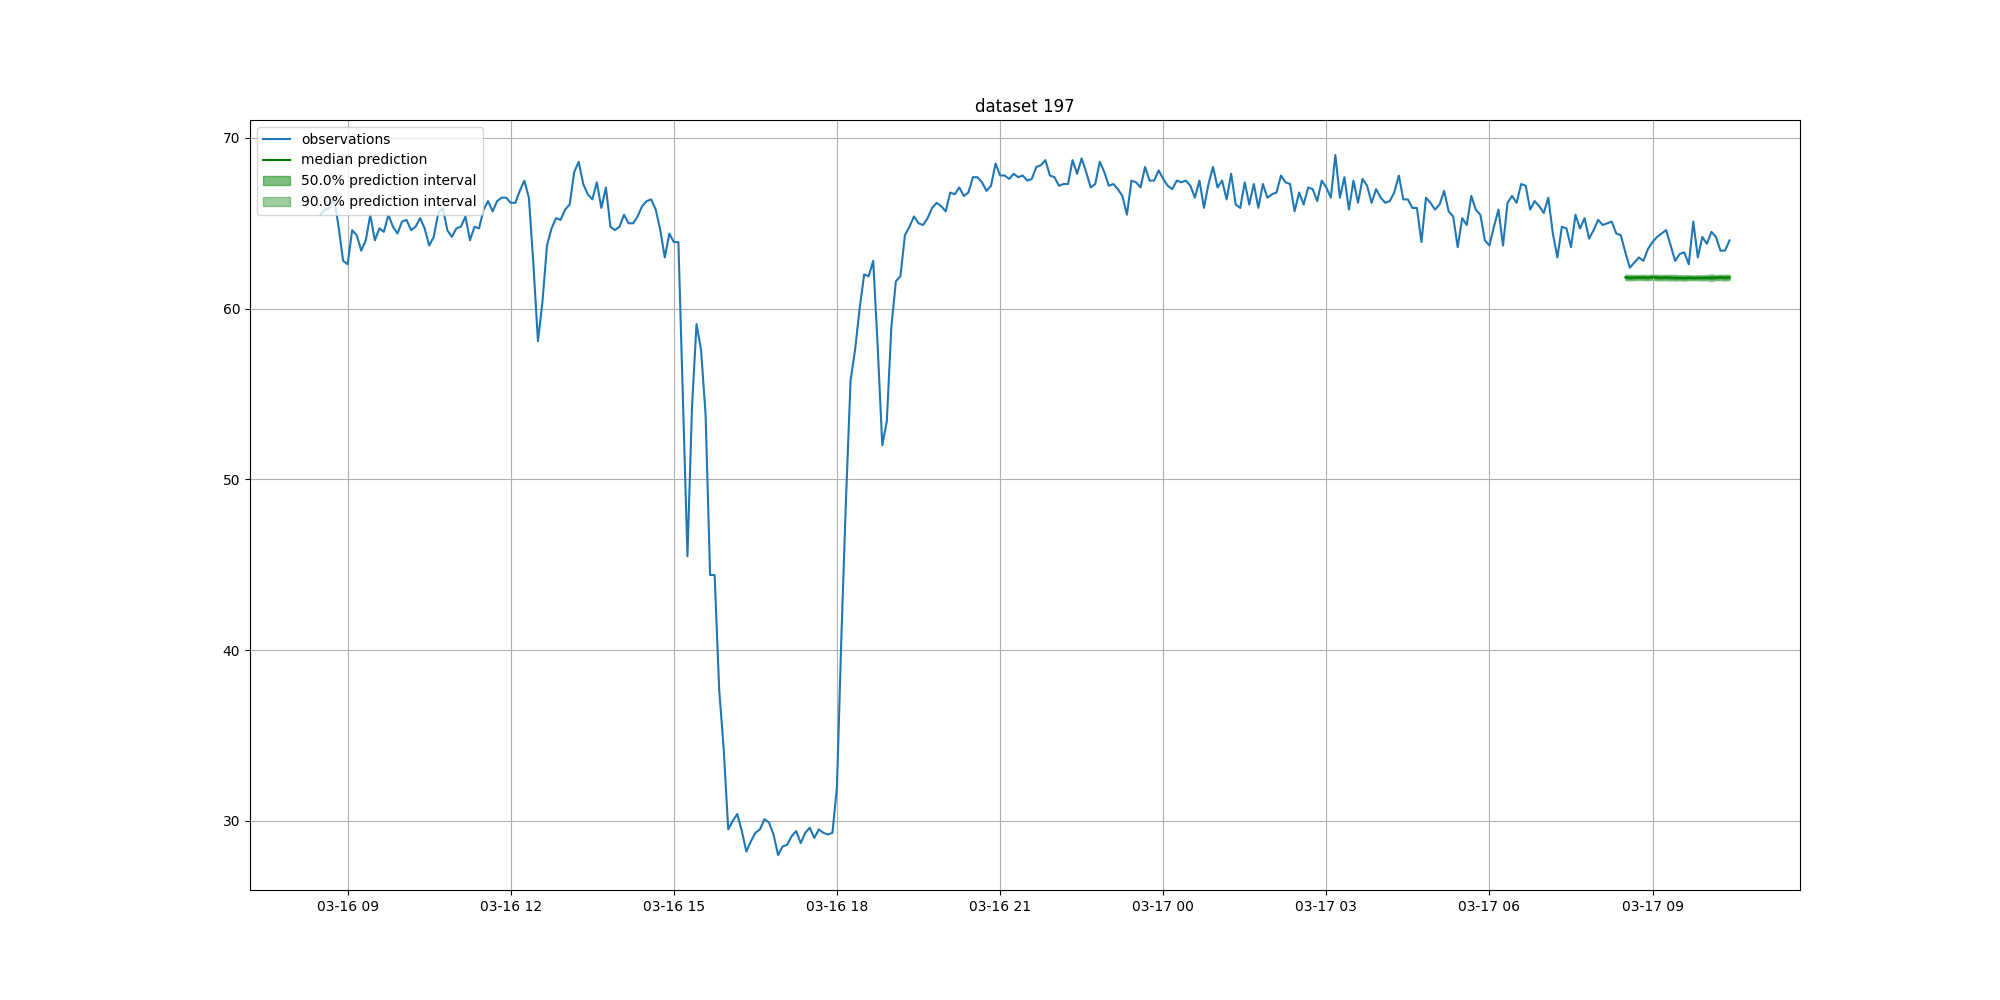 dataset 197
observations
median prediction
50.0% prediction interval
90.0% prediction interval
70
60
50
40
30
03-16 09
03-16 12
03-16 15
03-16 18
03-16 21
03-17 00
03-17 03
03-17 06
03-17 09